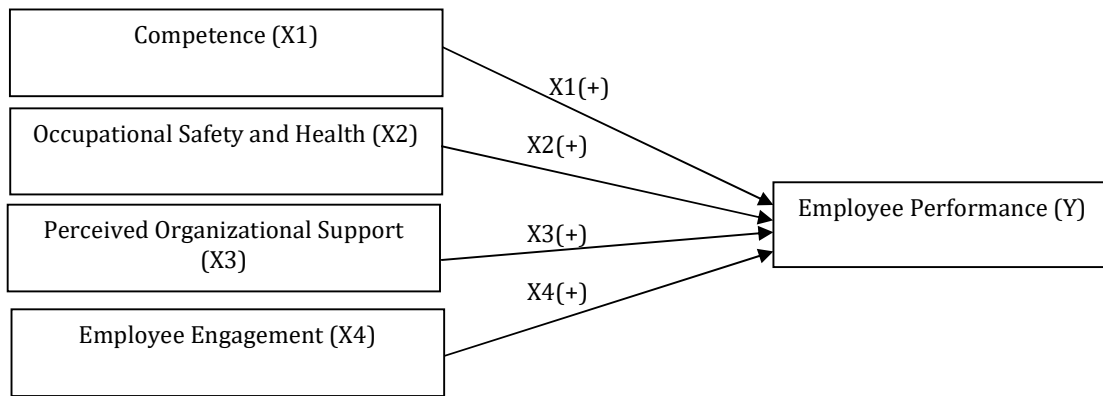 Competence (X1)
X1(+)
Occupational Safety and Health (X2)
X2(+)
Employee Performance (Y)
Perceived Organizational Support
(X3)
X3(+)
X4(+)
Employee Engagement (X4)